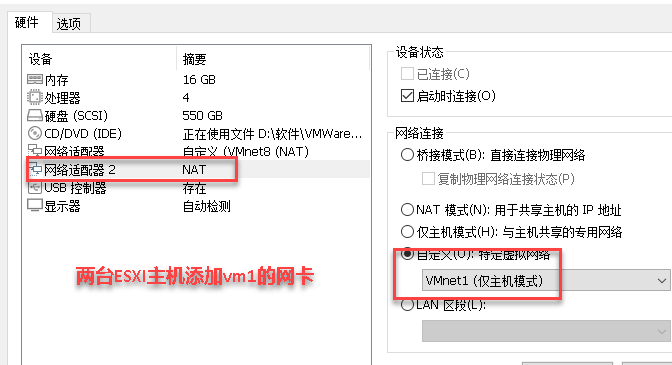 硬件 选项
设备 摘要
内存 16 GB
处理器 4
硬盘 (SCSI) 550 GB
CD/DVD (IDE) 正在使用文件 D:\软件\VMWare...
网络适配器 自定义 (VMnet8 (NAT)
网络适配器 2 NAT
USB 控制器 存在
显示器 自动检测
两台ESXI主机添加vm1的网卡
设备状态
已连接(C)
启动时连接(O)
网络连接
桥接模式(B): 直接连接物理网络
复制物理网络连接状态(P)
NAT 模式(N): 用于共享主机的 IP 地址
仅主机模式(H): 与主机共享的专用网络
自定义(U): 特定虚拟网络
VMnet1 (仅主机模式)
LAN 区段(L):